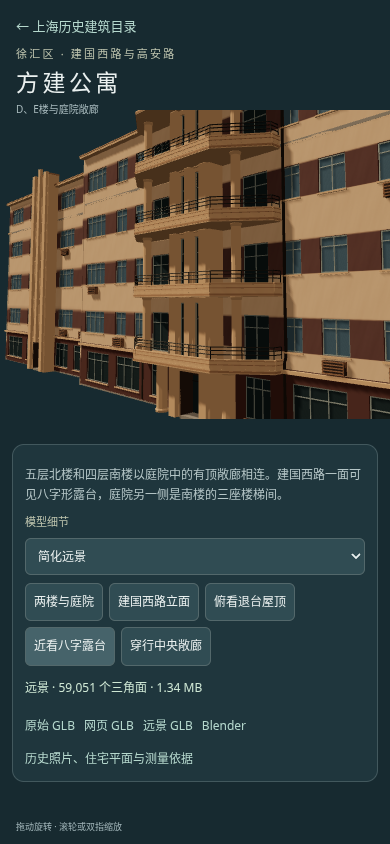 ← 上海历史建筑目录
徐汇区 · 建国西路与高安路
方建公寓
D、E楼与庭院敞廊
五层北楼和四层南楼以庭院中的有顶敞廊相连。建国西路一面可
见八字形露台，庭院另一侧是南楼的三座楼梯间。
模型细节
简化远景
两楼与庭院 建国西路立面 俯看退台屋顶
近看八字露台 穿行中央敞廊
远景 · 59,051 个三角面 · 1.34 MB
原始 GLB 网页 GLB 远景 GLB Blender
历史照片、住宅平面与测量依据
拖动旋转 · 滚轮或双指缩放